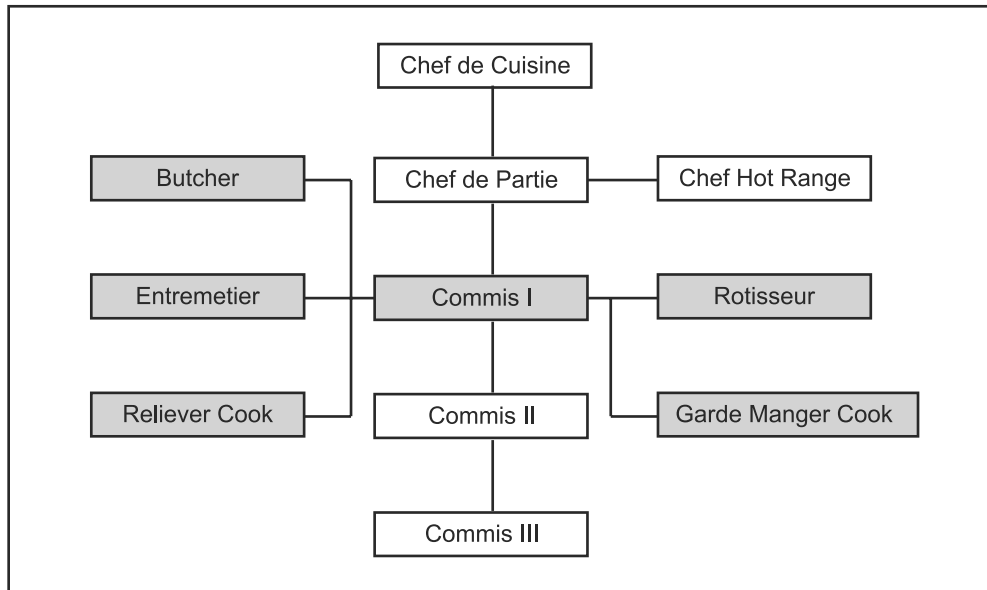 Chef de Cuisine
Butcher
Chef de Partie
Chef Hot Range
Entremetier
Commis I
Rotisseur
Reliever Cook
Commis II
Garde Manger Cook
Commis III